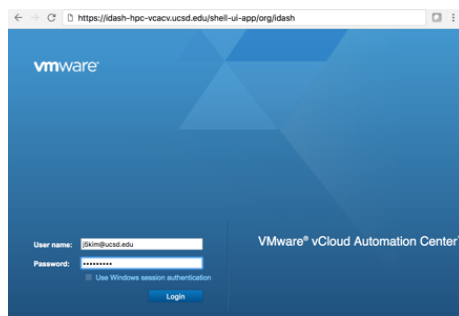 https://idash-hpc-vcacv.ucsd.edu/shell-ui-app/org/idash
vmware
User name: j5kim@ucsd.edu
Password: •••••••••
Use Windows session authentication
Login
VMware® vCloud Automation Center